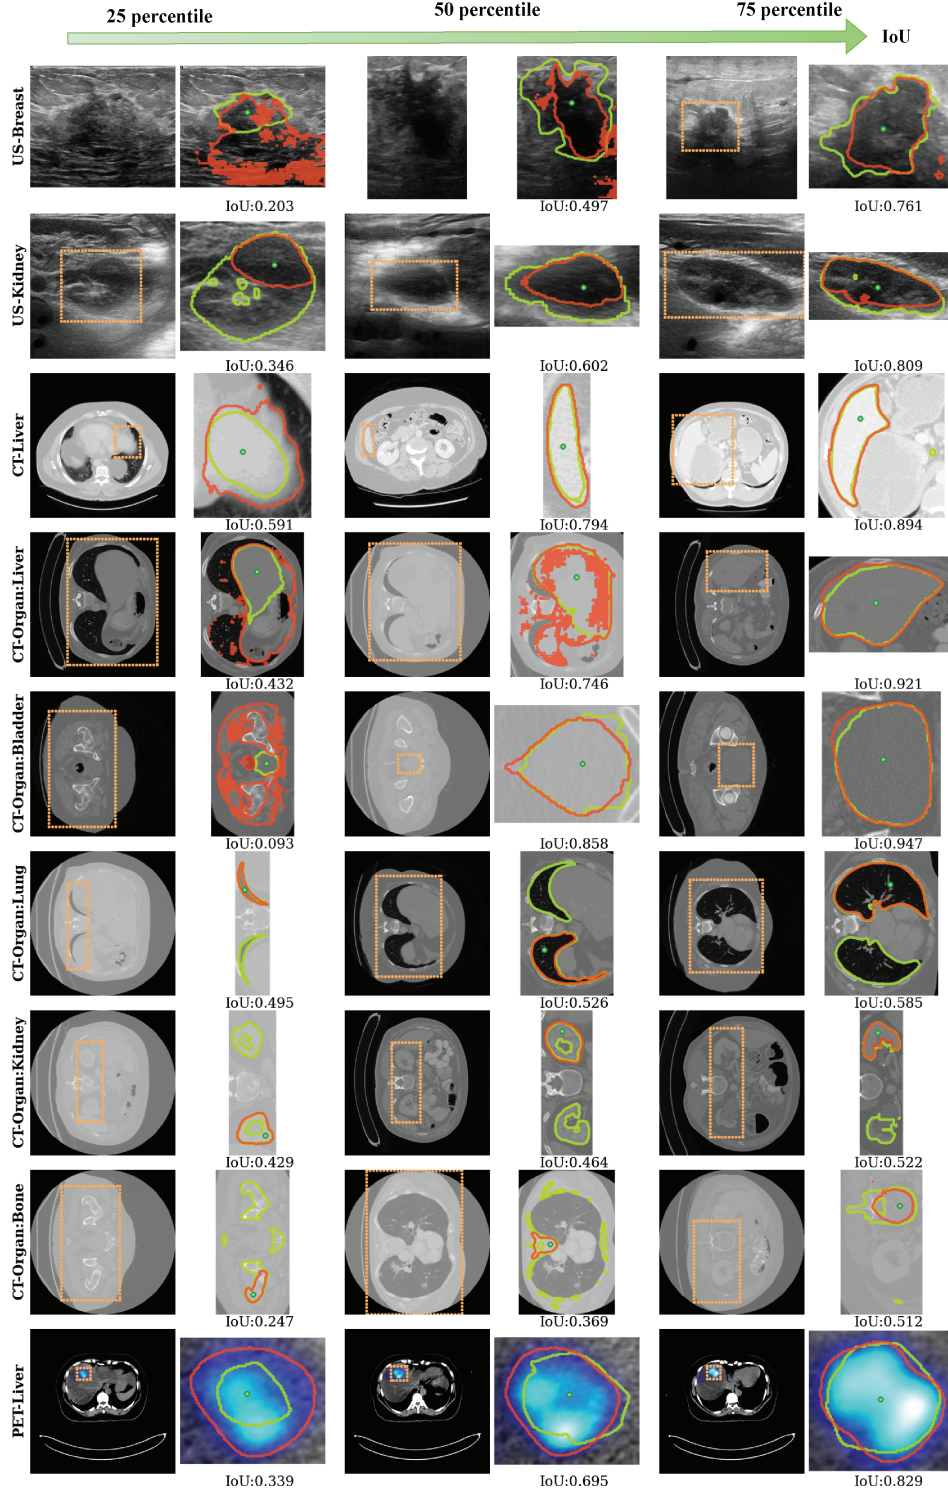 25 percentile
50 percentile
75 percentile
IoU
US-Breast
IoU:0.203
IoU:0.497
IoU:0.761
US-Kidney
IoU:0.346
IoU:0.602
IoU:0.809
CT-Liver
IoU:0.591
IoU:0.794
IoU:0.894
CT-Organ:Liver
IoU:0.432
IoU:0.746
IoU:0.921
CT-Organ:Bladder
IoU:0.093
IoU:0.858
IoU:0.947
CT-Organ:Lung
IoU:0.495
IoU:0.526
IoU:0.585
CT-Organ:Kidney
IoU:0.429
IoU:0.464
IoU:0.522
CT-Organ:Bone
IoU:0.247
IoU:0.369
IoU:0.512
PET-Liver
IoU:0.339
IoU:0.695
IoU:0.829